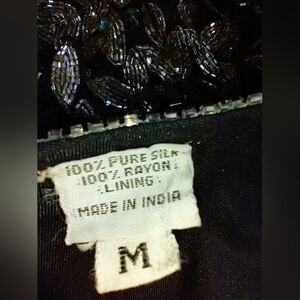 100% PURE SILK
100% RAYON
LINING
MADE IN INDIA
M